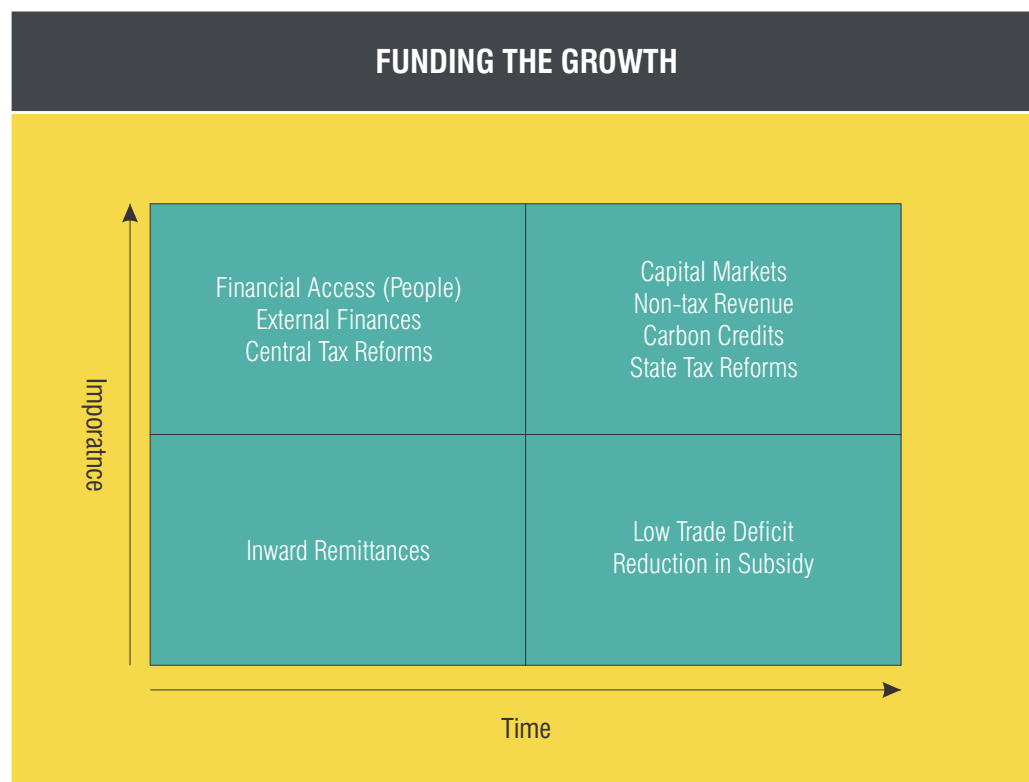 FUNDING THE GROWTH
Financial Access (People)
External Finances
Central Tax Reforms
Capital Markets
Non-tax Revenue
Carbon Credits
State Tax Reforms
Imporatnce
Inward Remittances
Low Trade Deficit
Reduction in Subsidy
Time